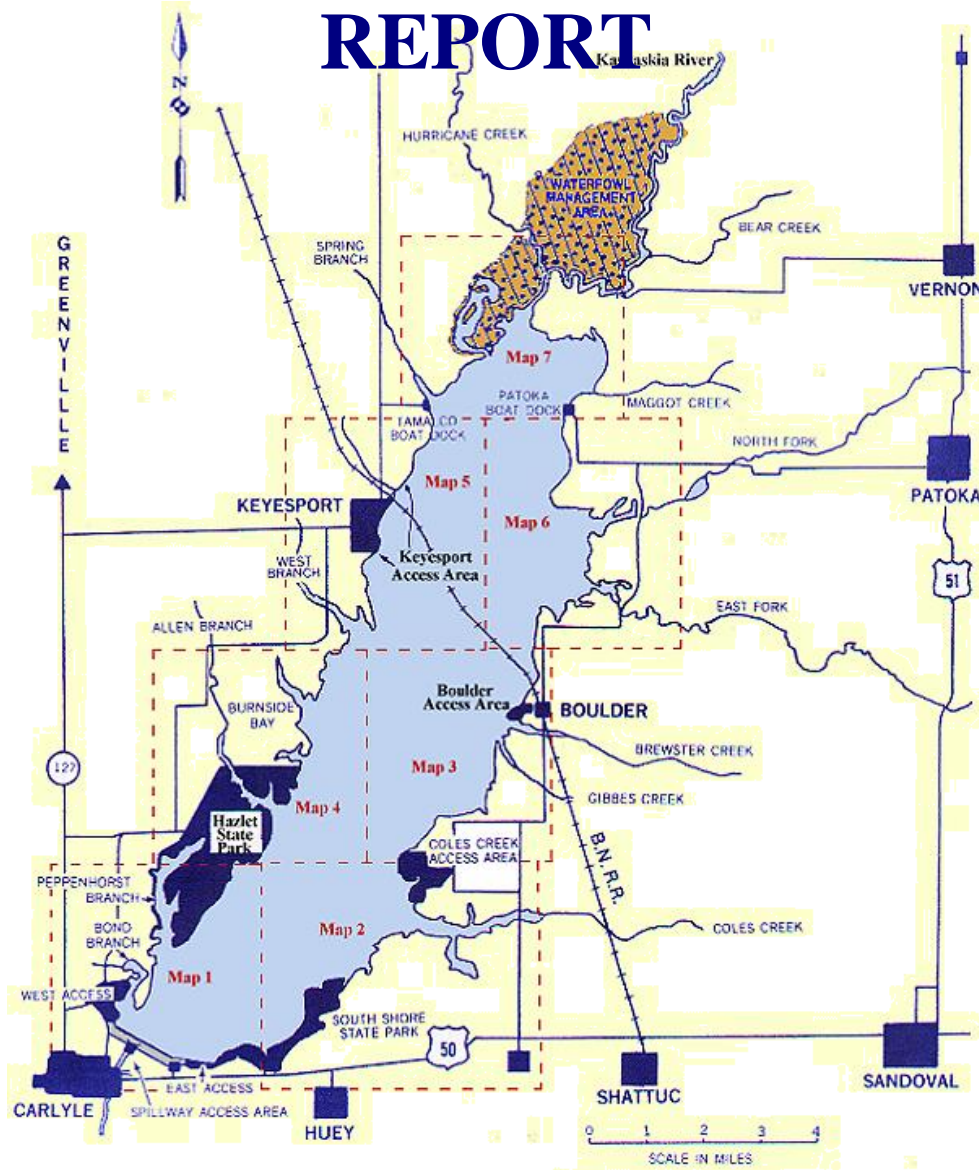 REPORT
Kaskaskia River
N
HURRICANE CREEK
WATERFOWL
MANAGEMENT
AREA
BEAR CREEK
SPRING
BRANCH
VERNON
GREENVILLE
Map 7
PATOKA
BOAT DOCK
MAGGOT CREEK
TAMALCO
BOAT DOCK
NORTH FORK
Map 5
PATOKA
KEYESPORT
Map 6
Keyesport
Access Area
WEST
BRANCH
51
ALLEN BRANCH
EAST FORK
Boulder
Access Area
BOULDER
BURNSIDE
BAY
BREWSTER CREEK
127
Map 3
GIBBES CREEK
Map 4
Hazlet
State
Park
COLES CREEK
ACCESS AREA
B.N.R.R.
PEPPENHORST
BRANCH
BOND
BRANCH
Map 2
COLES CREEK
Map 1
WEST ACCESS
SOUTH SHORE
STATE PARK
50
EAST ACCESS
SANDOVAL
CARLYLE
SPILLWAY ACCESS AREA
SHATTUC
HUEY
0 1 2 3 4
SCALE IN MILES